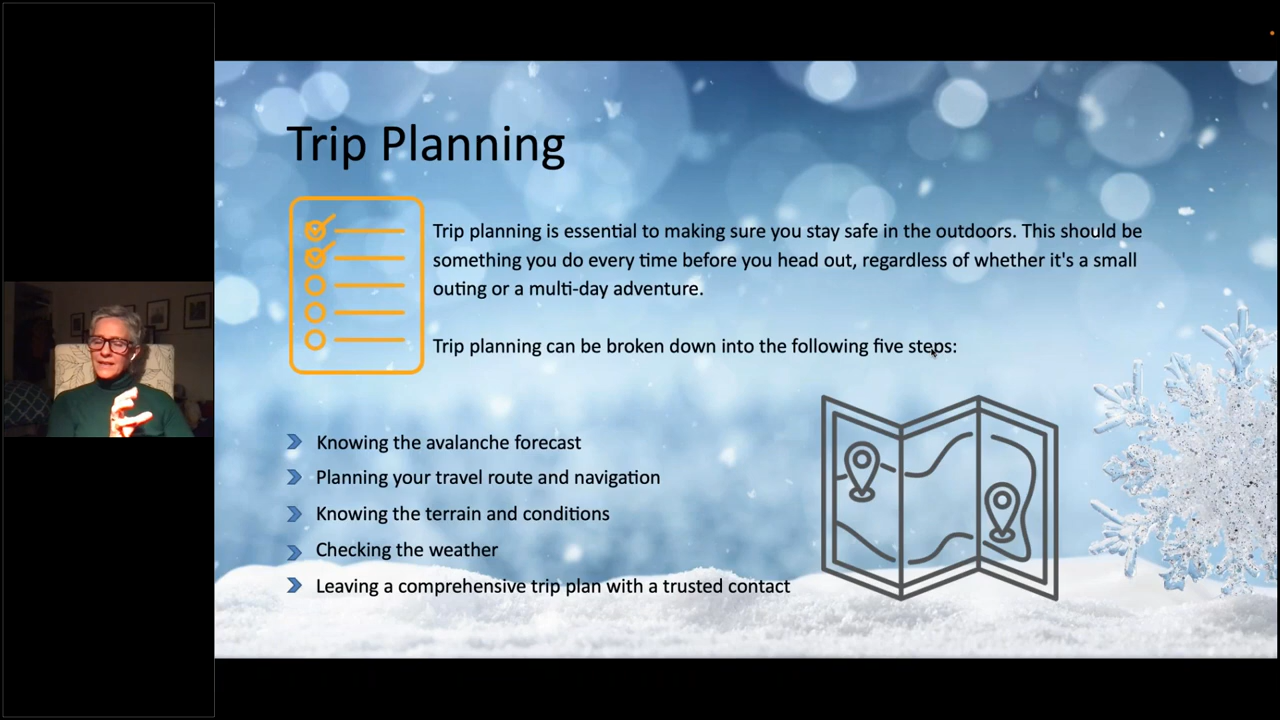 Trip Planning
Trip planning is essential to making sure you stay safe in the outdoors. This should be
something you do every time before you head out, regardless of whether it's a small
outing or a multi-day adventure.
Trip planning can be broken down into the following five steps:
Knowing the avalanche forecast
Planning your travel route and navigation
Knowing the terrain and conditions
Checking the weather
Leaving a comprehensive trip plan with a trusted contact